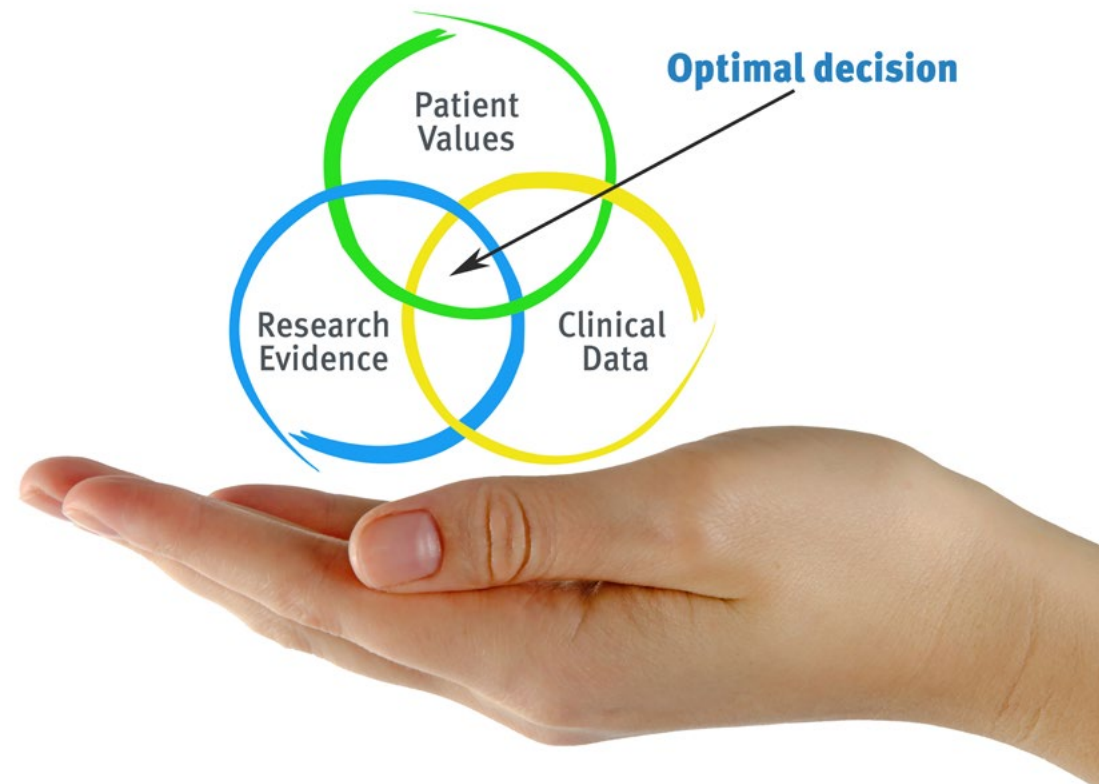 Optimal decision
Patient
Values
Research
Evidence
Clinical
Data